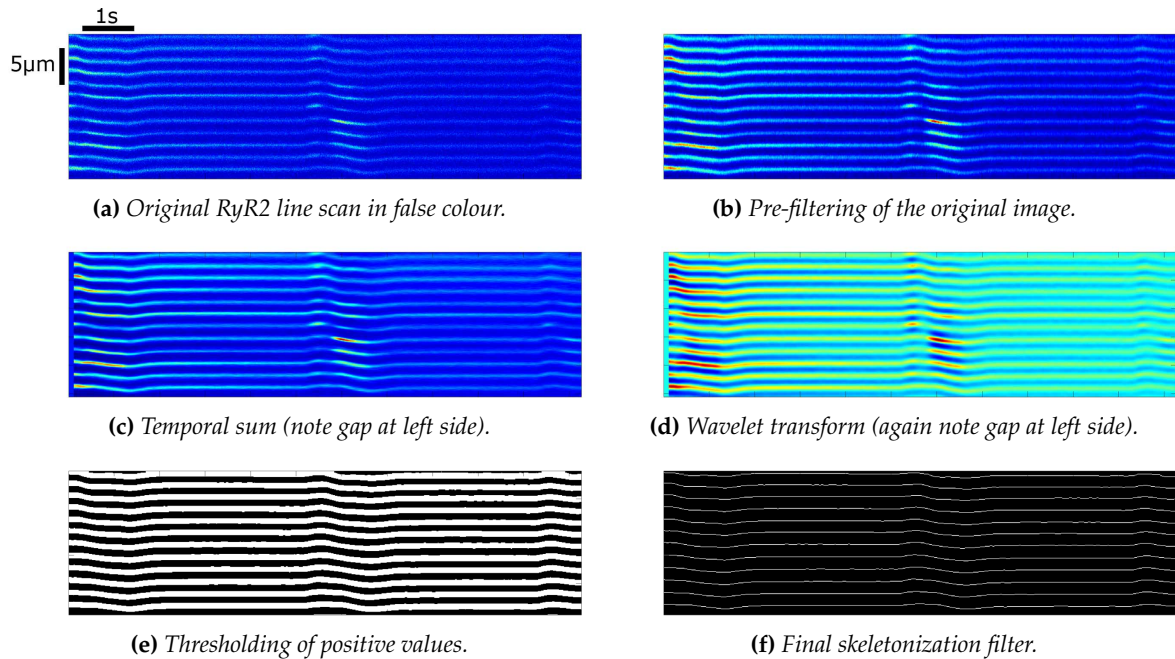 1s
5µm
(a) Original RyR2 line scan in false colour.
(b) Pre-filtering of the original image.
(c) Temporal sum (note gap at left side).
(d) Wavelet transform (again note gap at left side).
(e) Thresholding of positive values.
(f) Final skeletonization filter.